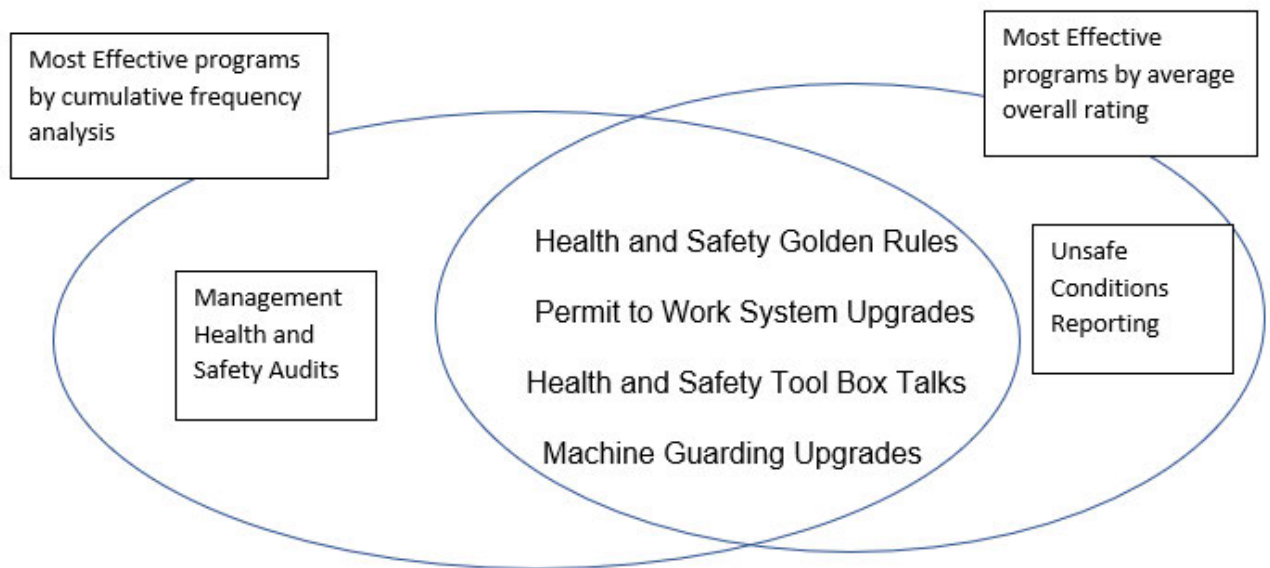 Most Effective programs
by cumulative frequency
analysis
Most Effective
programs by average
overall rating
Management
Health and
Safety Audits
Health and Safety Golden Rules
Permit to Work System Upgrades
Health and Safety Tool Box Talks
Machine Guarding Upgrades
Unsafe
Conditions
Reporting